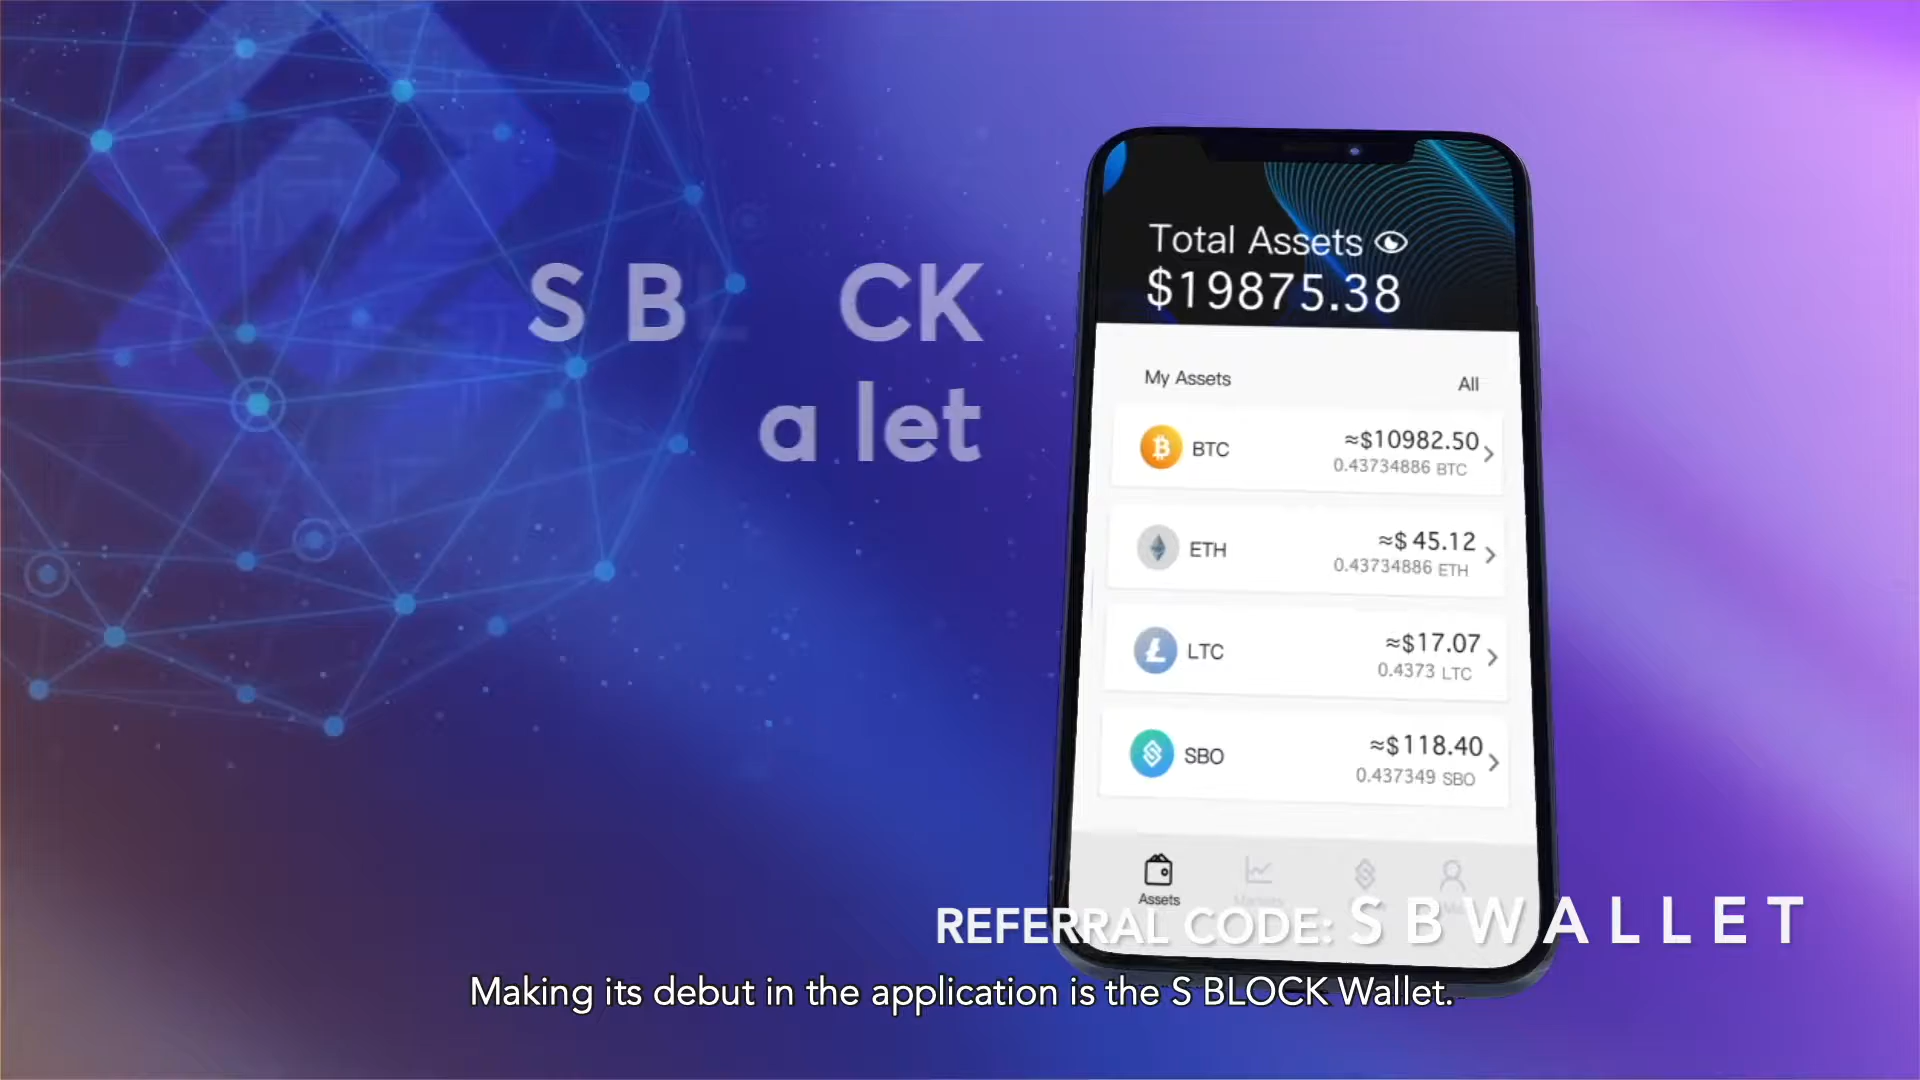 S B CK
a let
Total Assets
$19875.38
My Assets
All
BTC
≈$10982.50
0.43734886 BTC
ETH
≈$ 45.12
0.43734886 ETH
LTC
≈$17.07
0.4373 LTC
SBO
≈$118.40
0.437349 SBO
Assets
REFERRAL CODE: S B W A L L E T
Making its debut in the application is the S BLOCK Wallet.